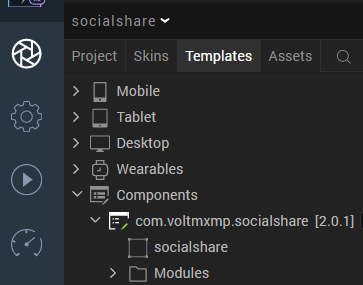 socialshare
Project Skins Templates Assets
Mobile
Tablet
Desktop
Wearables
Components
com.voltmxmp.socialshare [2.0.1]
socialshare
Modules